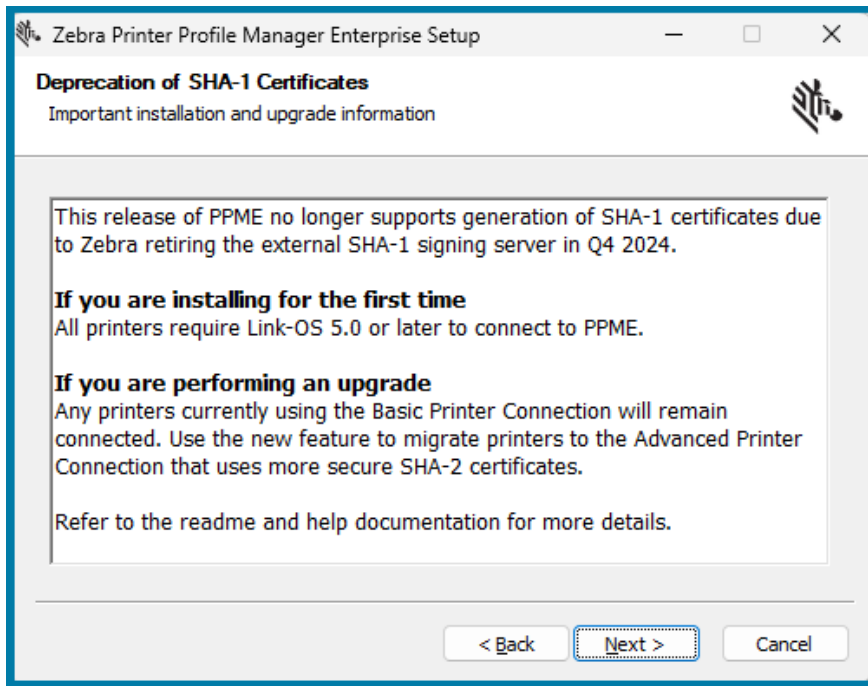 Zebra Printer Profile Manager Enterprise Setup
Deprecation of SHA-1 Certificates
Important installation and upgrade information
This release of PPME no longer supports generation of SHA-1 certificates due
to Zebra retiring the external SHA-1 signing server in Q4 2024.
If you are installing for the first time
All printers require Link-OS 5.0 or later to connect to PPME.
If you are performing an upgrade
Any printers currently using the Basic Printer Connection will remain
connected. Use the new feature to migrate printers to the Advanced Printer
Connection that uses more secure SHA-2 certificates.
Refer to the readme and help documentation for more details.
< Back
Next >
Cancel